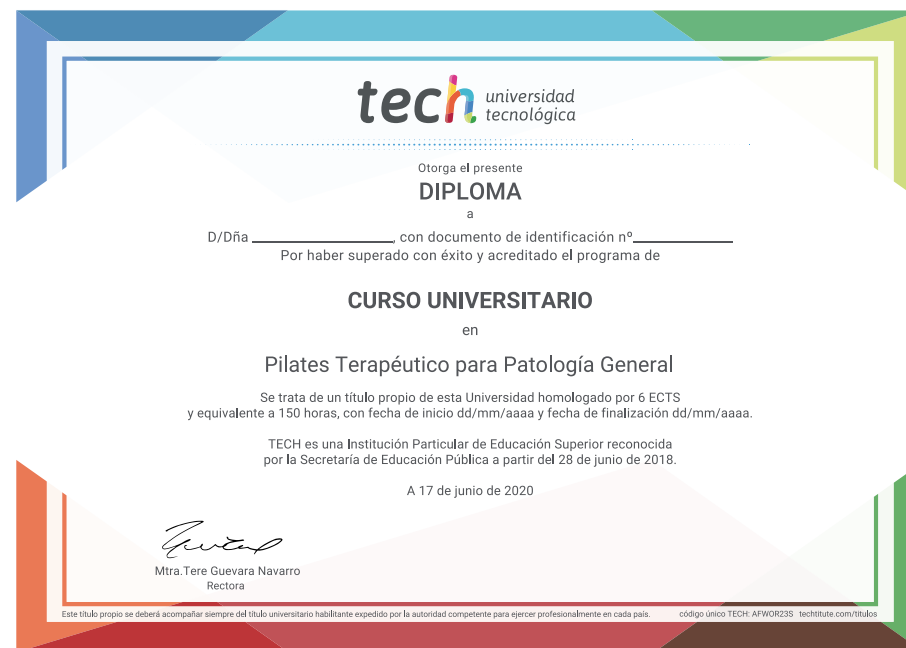 tech universidad
tecnológica
Otorga el presente
DIPLOMA
a
D/Dña ____________________, con documento de identificación nº______________
Por haber superado con éxito y acreditado el programa de
CURSO UNIVERSITARIO
en
Pilates Terapéutico para Patología General
Se trata de un título propio de esta Universidad homologado por 6 ECTS
y equivalente a 150 horas, con fecha de inicio dd/mm/aaaa y fecha de finalización dd/mm/aaaa.
TECH es una Institución Particular de Educación Superior reconocida
por la Secretaría de Educación Pública a partir del 28 de junio de 2018.
A 17 de junio de 2020
Mtra.Tere Guevara Navarro
Rectora
Este título propio se deberá acompañar siempre del título universitario habilitante expedido por la autoridad competente para ejercer profesionalmente en cada país. código único TECH: AFWOR23S techtitute.com/titulos